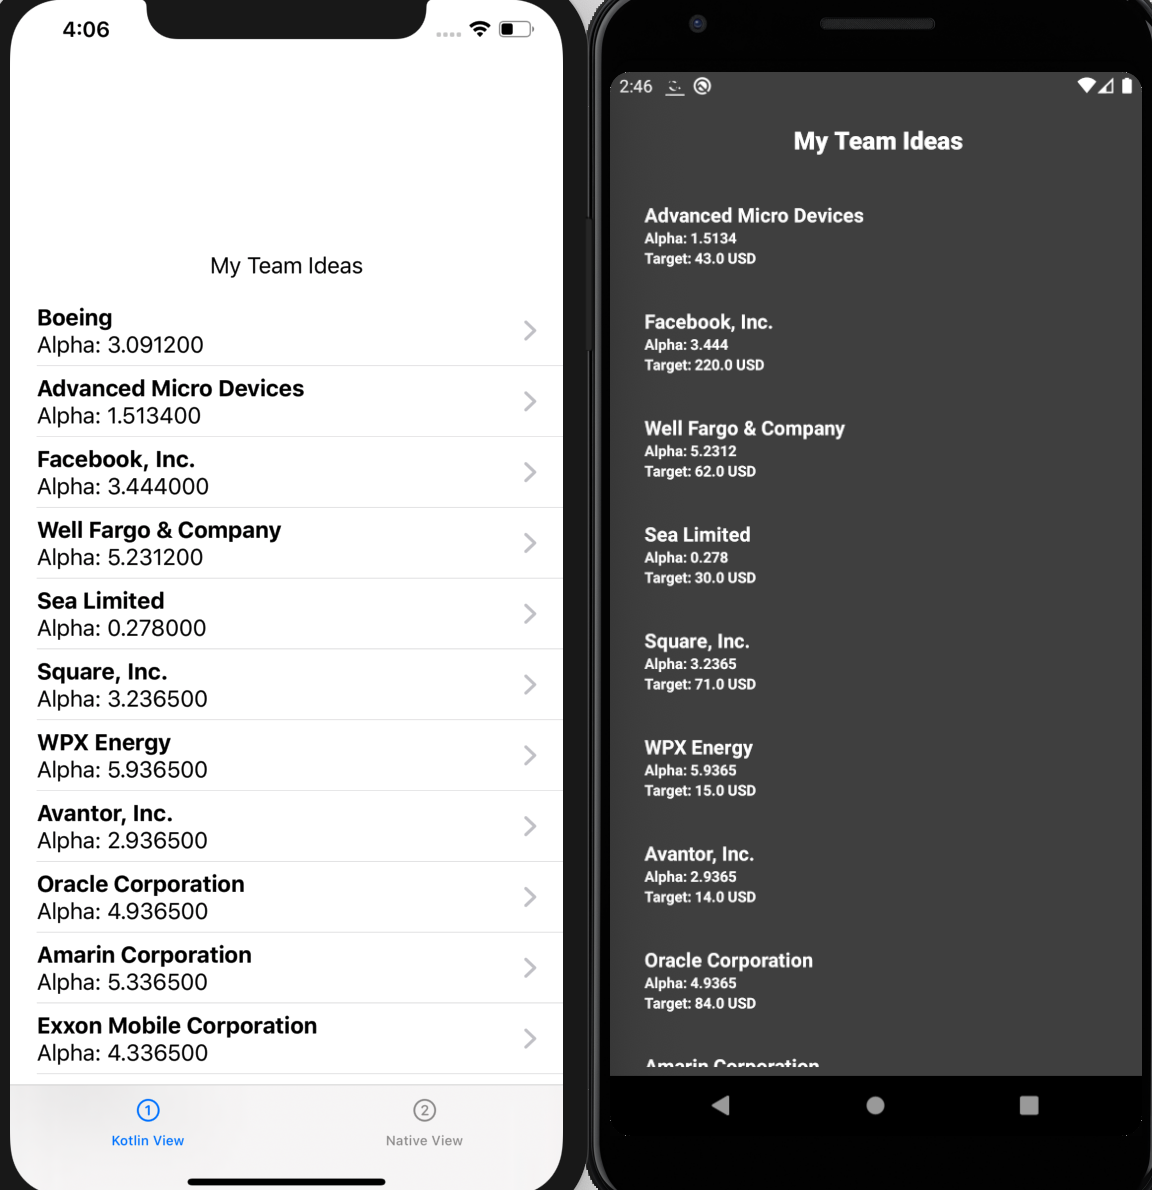 4:06
My Team Ideas
Boeing
Alpha: 3.091200
Advanced Micro Devices
Alpha: 1.513400
Facebook, Inc.
Alpha: 3.444000
Well Fargo & Company
Alpha: 5.231200
Sea Limited
Alpha: 0.278000
Square, Inc.
Alpha: 3.236500
WPX Energy
Alpha: 5.936500
Avantor, Inc.
Alpha: 2.936500
Oracle Corporation
Alpha: 4.936500
Amarin Corporation
Alpha: 5.336500
Exxon Mobile Corporation
Alpha: 4.336500
1
Kotlin View
2
Native View
2:46
My Team Ideas
Advanced Micro Devices
Alpha: 1.5134
Target: 43.0 USD
Facebook, Inc.
Alpha: 3.444
Target: 220.0 USD
Well Fargo & Company
Alpha: 5.2312
Target: 62.0 USD
Sea Limited
Alpha: 0.278
Target: 30.0 USD
Square, Inc.
Alpha: 3.2365
Target: 71.0 USD
WPX Energy
Alpha: 5.9365
Target: 15.0 USD
Avantor, Inc.
Alpha: 2.9365
Target: 14.0 USD
Oracle Corporation
Alpha: 4.9365
Target: 84.0 USD
Amarin Corporation